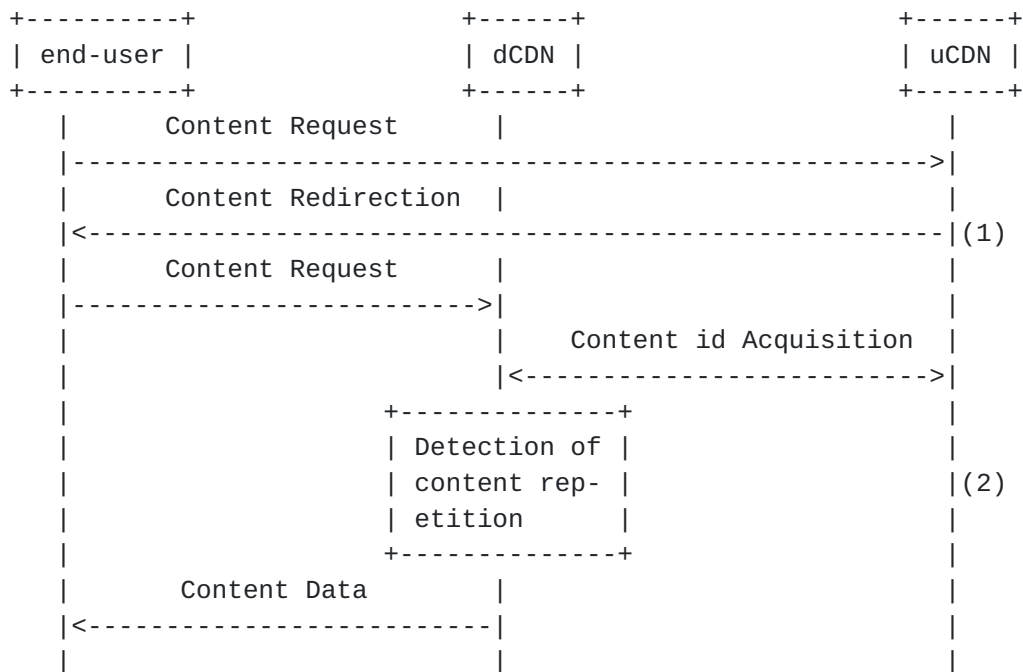 +----------+                 +------+                    +------+
| end-user |                 | dCDN |                    | uCDN |
+----------+                 +------+                    +------+
   |      Content Request      |                            |
   |------------------------------------------------------->|
   |      Content Redirection  |                            |
   |<-------------------------------------------------------|(1)
   |      Content Request      |                            |
   |-------------------------->|                            |
   |                           |    Content id Acquisition  |
   |                           |<-------------------------->|
   |                    +--------------+                    |
   |                    | Detection of |                    |
   |                    | content rep- |                    |(2)
   |                    | etition      |                    |
   |                    +--------------+                    |
   |       Content Data        |                            |
   |<--------------------------|                            |
   |                           |                            |